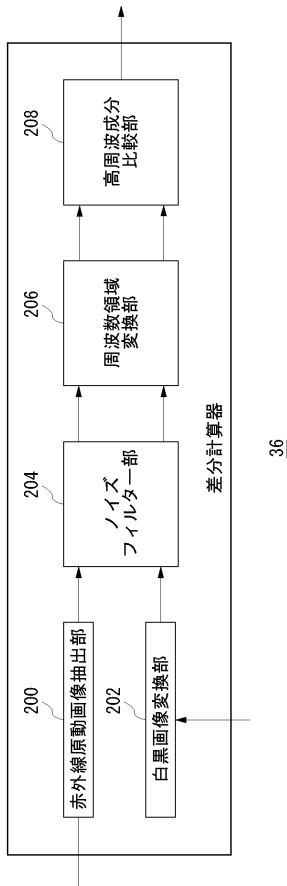 200
赤外線原動画像抽出部
202
白黒画像変換部
204
ノイズ
フィルター部
206
周波数領域
変換部
208
高周波成分
比較部
差分計算器
36